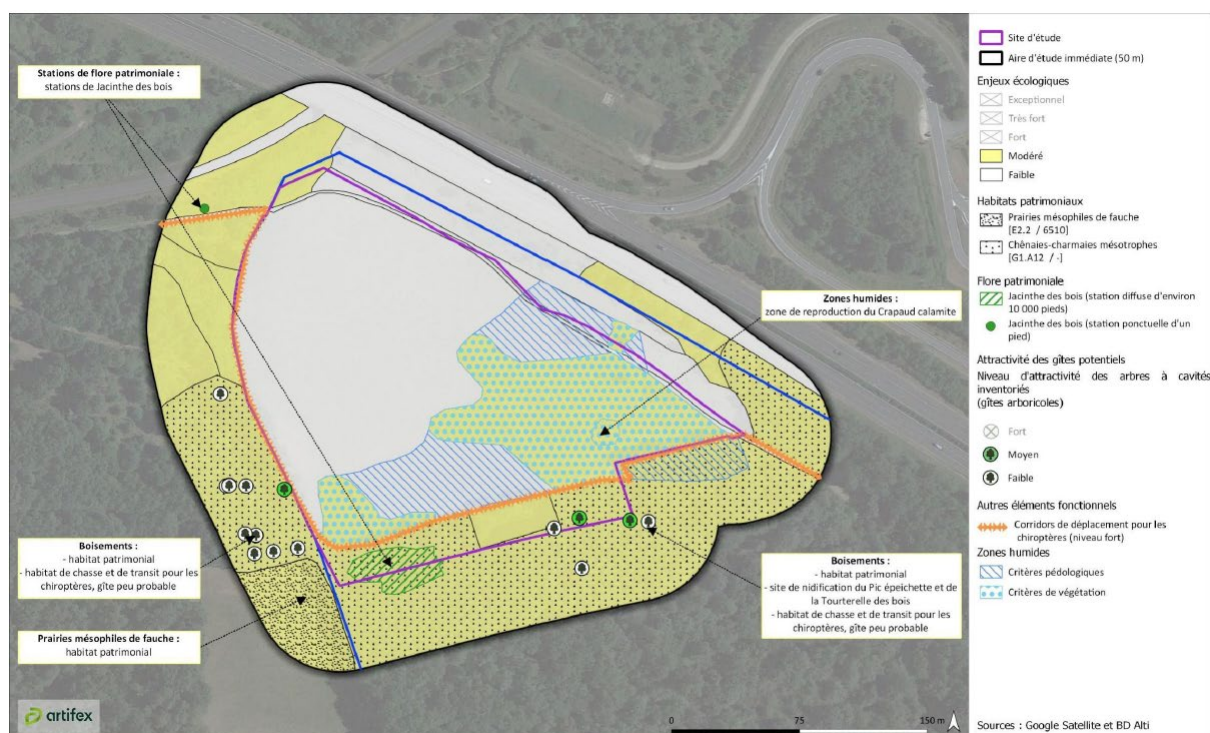 Stations de flore patrimoniale :
stations de Jacinthe des bois
Zones humides :
zone de reproduction du Crapaud calamite
Boisements :
- habitat patrimonial
- habitat de chasse et de transit pour les
chiroptères, gîte peu probable
Prairies mésophiles de fauche :
habitat patrimonial
Boisements :
- habitat patrimonial
- site de nidification du Pic épeichette et de
la Tourterelle des bois
- habitat de chasse et de transit pour les
chiroptères, gîte peu probable
artifex
0 75 150 m
Site d'étude
Aire d'étude immédiate (50 m)
Enjeux écologiques
Exceptionnel
Très fort
Fort
Modéré
Faible
Habitats patrimoniaux
Prairies mésophiles de fauche
[E2.2 / 6510]
Chênaies-charmaies mésotrophes
[G1.A12 / -]
Flore patrimoniale
Jacinthe des bois (station diffuse d'environ
10 000 pieds)
Jacinthe des bois (station ponctuelle d'un
pied)
Attractivité des gîtes potentiels
Niveau d'attractivité des arbres à cavités
inventoriés
(gîtes arboricoles)
Fort
Moyen
Faible
Autres éléments fonctionnels
Corridors de déplacement pour les
chiroptères (niveau fort)
Zones humides
Critères pédologiques
Critères de végétation
Sources : Google Satellite et BD Alti